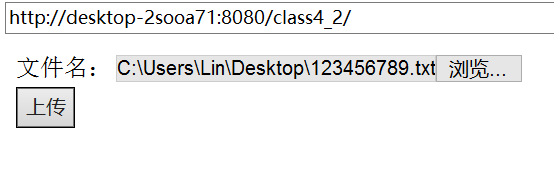 http://desktop-2sooa71:8080/class4_2/
文件名： C:\Users\Lin\Desktop\123456789.txt 浏览...
上传